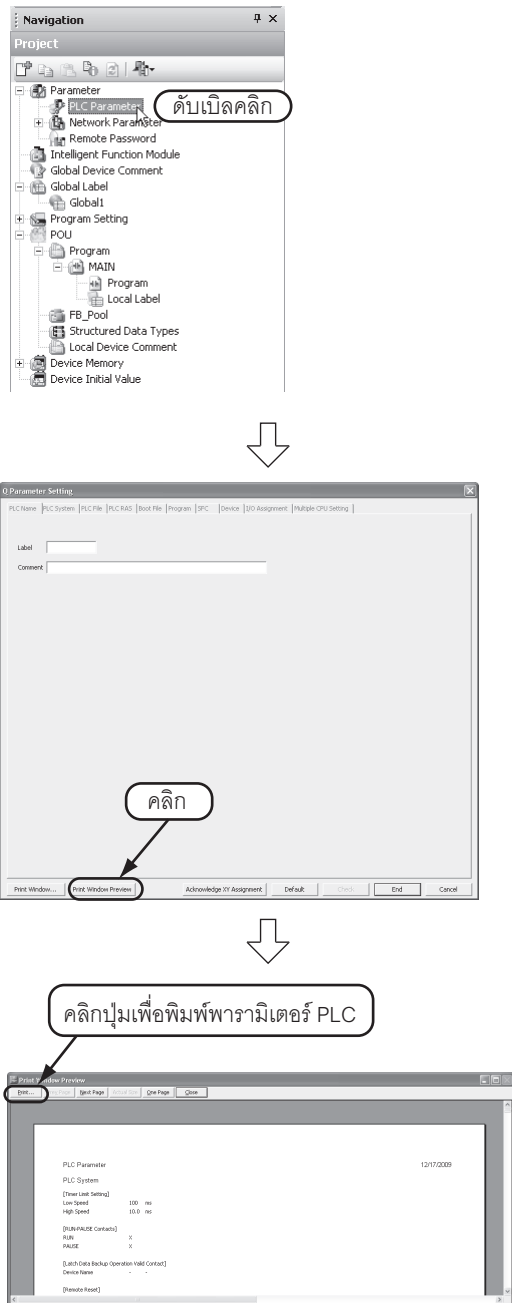 Navigation
Project
Parameter
PLC Parameter
ดับเบิลคลิก
Network Parameter
Remote Password
Intelligent Function Module
Global Device Comment
Global Label
Global1
Program Setting
POU
Program
MAIN
Program
Local Label
FB_Pool
Structured Data Types
Local Device Comment
Device Memory
Device Initial Value
Q Parameter Setting
PLC Name PLC System PLC File PLC RAS Boot File Program SFC Device I/O Assignment Multiple CPU Setting
Label
Comment
คลิก
Print Window... Print Window Preview Acknowledge XY Assignment Default Check End Cancel
คลิกปุ่มเพื่อพิมพ์พารามิเตอร์ PLC
Print Window Preview
Print... Next Page One Page Close
PLC Parameter 12/17/2009
PLC System
[Timer Limit Setting]
Low Speed 100 ms
High Speed 10.0 ms
[RUN-PAUSE Contacts]
RUN X
PAUSE X
[Latch Data Backup Operation Valid Contact]
Device Name - -
[Remote Reset]